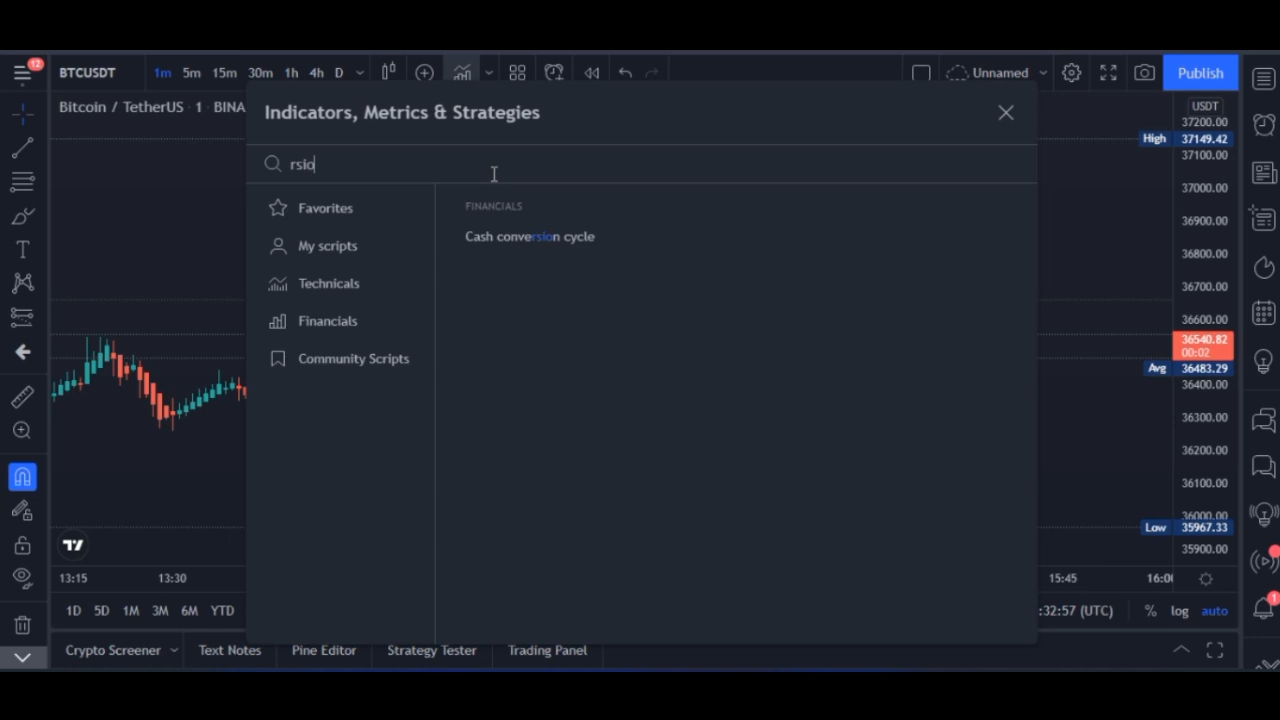 12
BTCUSDT 1m 5m 15m 30m 1h 4h D Unnamed Publish
Bitcoin / TetherUS · 1 · BINA
Indicators, Metrics & Strategies
rsio
Favorites
My scripts
Technicals
Financials
Community Scripts
FINANCIALS
Cash conversion cycle
USDT
37200.00
High 37149.42
37100.00
37000.00
36900.00
36800.00
36700.00
36600.00
36540.82
00:02
Avg 36483.29
36400.00
36300.00
36200.00
36100.00
36000.00
Low 35967.33
35900.00
13:15 13:30 15:45 16:00
1D 5D 1M 3M 6M YTD :32:57 (UTC) % log auto
1
Crypto Screener Text Notes Pine Editor Strategy Tester Trading Panel